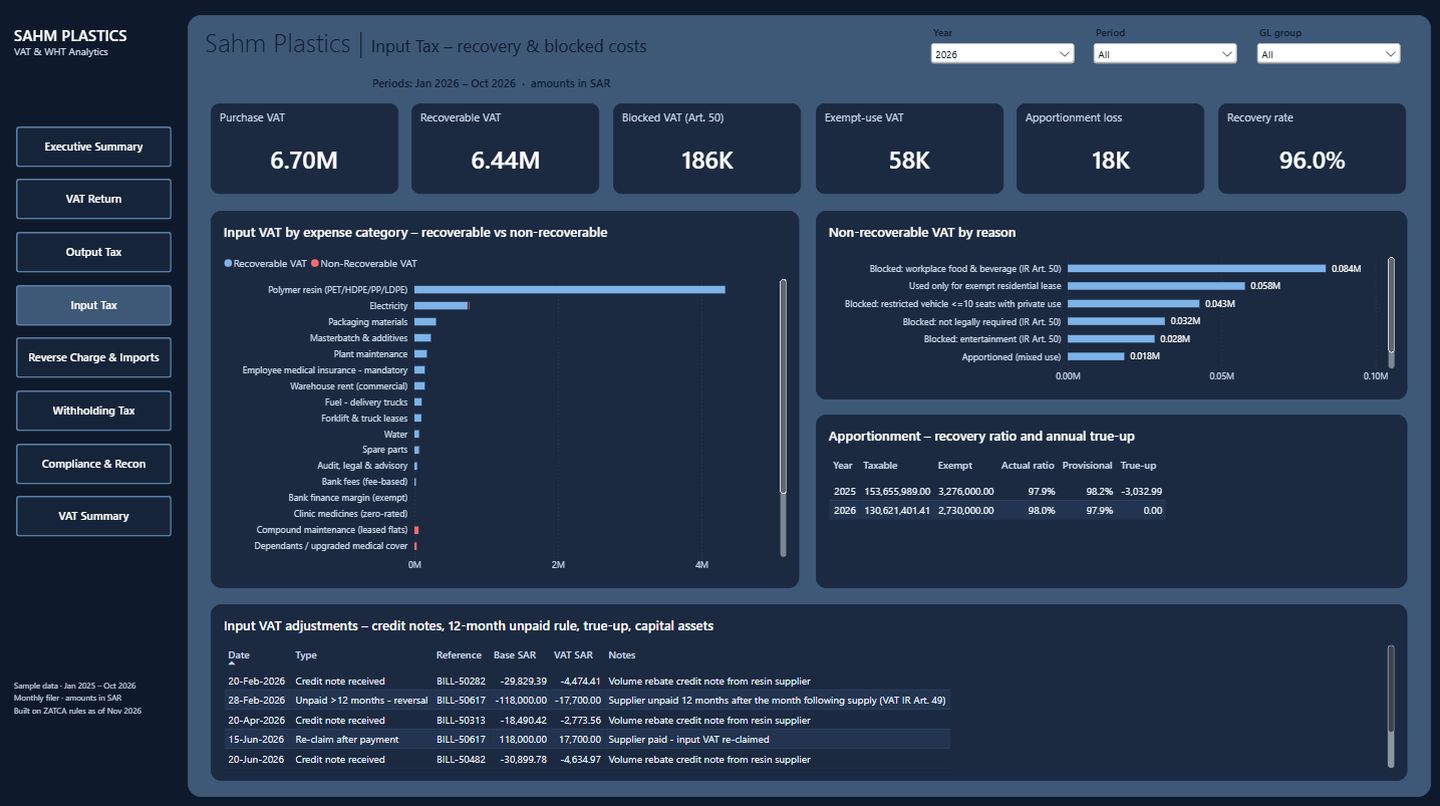 SAHM PLASTICS
VAT & WHT Analytics
Executive Summary
VAT Return
Output Tax
Input Tax
Reverse Charge & Imports
Withholding Tax
Compliance & Recon
VAT Summary
Sample data · Jan 2025 – Oct 2026
Monthly filer · amounts in SAR
Built on ZATCA rules as of Nov 2026
Sahm Plastics | Input Tax – recovery & blocked costs
Periods: Jan 2026 – Oct 2026 · amounts in SAR
Year
2026
Period
All
GL group
All
Purchase VAT
6.70M
Recoverable VAT
6.44M
Blocked VAT (Art. 50)
186K
Exempt-use VAT
58K
Apportionment loss
18K
Recovery rate
96.0%
Input VAT by expense category – recoverable vs non-recoverable
Recoverable VAT Non-Recoverable VAT
Polymer resin (PET/HDPE/PP/LDPE)
Electricity
Packaging materials
Masterbatch & additives
Plant maintenance
Employee medical insurance - mandatory
Warehouse rent (commercial)
Fuel - delivery trucks
Forklift & truck leases
Water
Spare parts
Audit, legal & advisory
Bank fees (fee-based)
Bank finance margin (exempt)
Clinic medicines (zero-rated)
Compound maintenance (leased flats)
Dependants / upgraded medical cover
0M 2M 4M
Non-recoverable VAT by reason
Blocked: workplace food & beverage (IR Art. 50) 0.084M
Used only for exempt residential lease 0.058M
Blocked: restricted vehicle <=10 seats with private use 0.043M
Blocked: not legally required (IR Art. 50) 0.032M
Blocked: entertainment (IR Art. 50) 0.028M
Apportioned (mixed use) 0.018M
0.00M 0.05M 0.10M
Apportionment – recovery ratio and annual true-up
Year Taxable Exempt Actual ratio Provisional True-up
2025 153,655,989.00 3,276,000.00 97.9% 98.2% -3,032.99
2026 130,621,401.41 2,730,000.00 98.0% 97.9% 0.00
Input VAT adjustments – credit notes, 12-month unpaid rule, true-up, capital assets
Date Type Reference Base SAR VAT SAR Notes
20-Feb-2026 Credit note received BILL-50282 -29,829.39 -4,474.41 Volume rebate credit note from resin supplier
28-Feb-2026 Unpaid >12 months - reversal BILL-50617 -118,000.00 -17,700.00 Supplier unpaid 12 months after the month following supply (VAT IR Art. 49)
20-Apr-2026 Credit note received BILL-50313 -18,490.42 -2,773.56 Volume rebate credit note from resin supplier
15-Jun-2026 Re-claim after payment BILL-50617 118,000.00 17,700.00 Supplier paid - input VAT re-claimed
20-Jun-2026 Credit note received BILL-50482 -30,899.78 -4,634.97 Volume rebate credit note from resin supplier